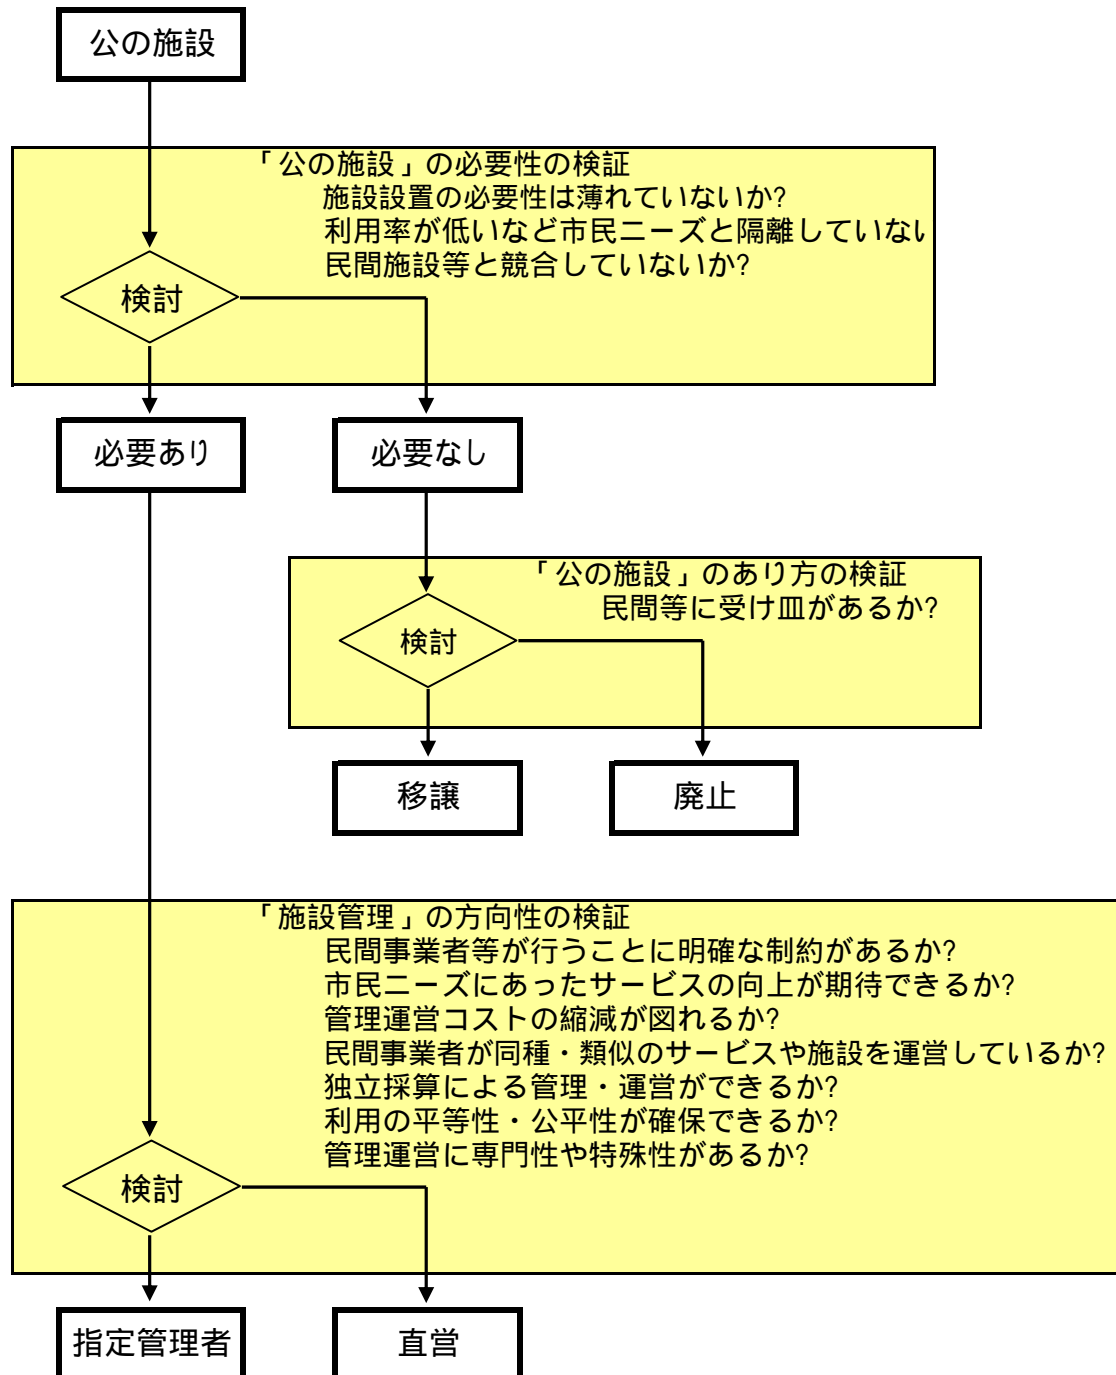 公の施設
「公の施設」の必要性の検証
施設設置の必要性は薄れていないか?
利用率が低いなど市民ニーズと隔離していない
民間施設等と競合していないか?
検討
必要あり
必要なし
「公の施設」のあり方の検証
民間等に受け皿があるか?
検討
移譲
廃止
「施設管理」の方向性の検証
民間事業者等が行うことに明確な制約があるか?
市民ニーズにあったサービスの向上が期待できるか?
管理運営コストの縮減が図れるか?
民間事業者が同種・類似のサービスや施設を運営しているか?
独立採算による管理・運営ができるか?
利用の平等性・公平性が確保できるか?
管理運営に専門性や特殊性があるか?
検討
指定管理者
直営